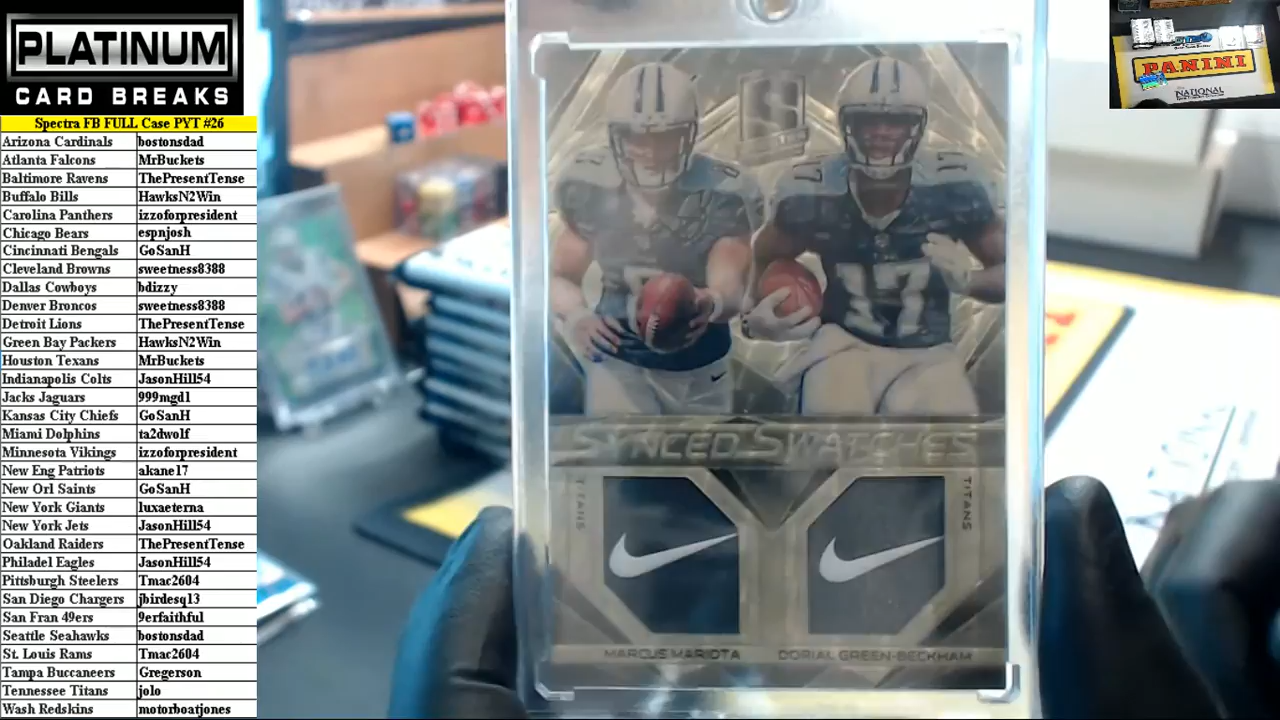 PLATINUM
CARD BREAKS
Spectra FB FULL Case PYT #26
Arizona Cardinals bostonsdad
Atlanta Falcons MrBuckets
Baltimore Ravens ThePresentTense
Buffalo Bills HawksN2Win
Carolina Panthers izzoforpresident
Chicago Bears espnjosh
Cincinnati Bengals GoSanH
Cleveland Browns sweetness8388
Dallas Cowboys bdizzy
Denver Broncos sweetness8388
Detroit Lions ThePresentTense
Green Bay Packers HawksN2Win
Houston Texans MrBuckets
Indianapolis Colts JasonHill54
Jacks Jaguars 999mgd1
Kansas City Chiefs GoSanH
Miami Dolphins ta2dwolf
Minnesota Vikings izzoforpresident
New Eng Patriots akane17
New Orl Saints GoSanH
New York Giants luxaeterna
New York Jets JasonHill54
Oakland Raiders ThePresentTense
Philadel Eagles JasonHill54
Pittsburgh Steelers Tmac2604
San Diego Chargers jbirdesq13
San Fran 49ers 9erfaithful
Seattle Seahawks bostonsdad
St. Louis Rams Tmac2604
Tampa Buccaneers Gregerson
Tennessee Titans jolo
Wash Redskins motorboatjones
S
17
17
SYNCED SWATCHES
TITANS
TITANS
MARCUS MARIOTA
DORIAL GREEN-BECKHAM
PANINI
NATIONAL